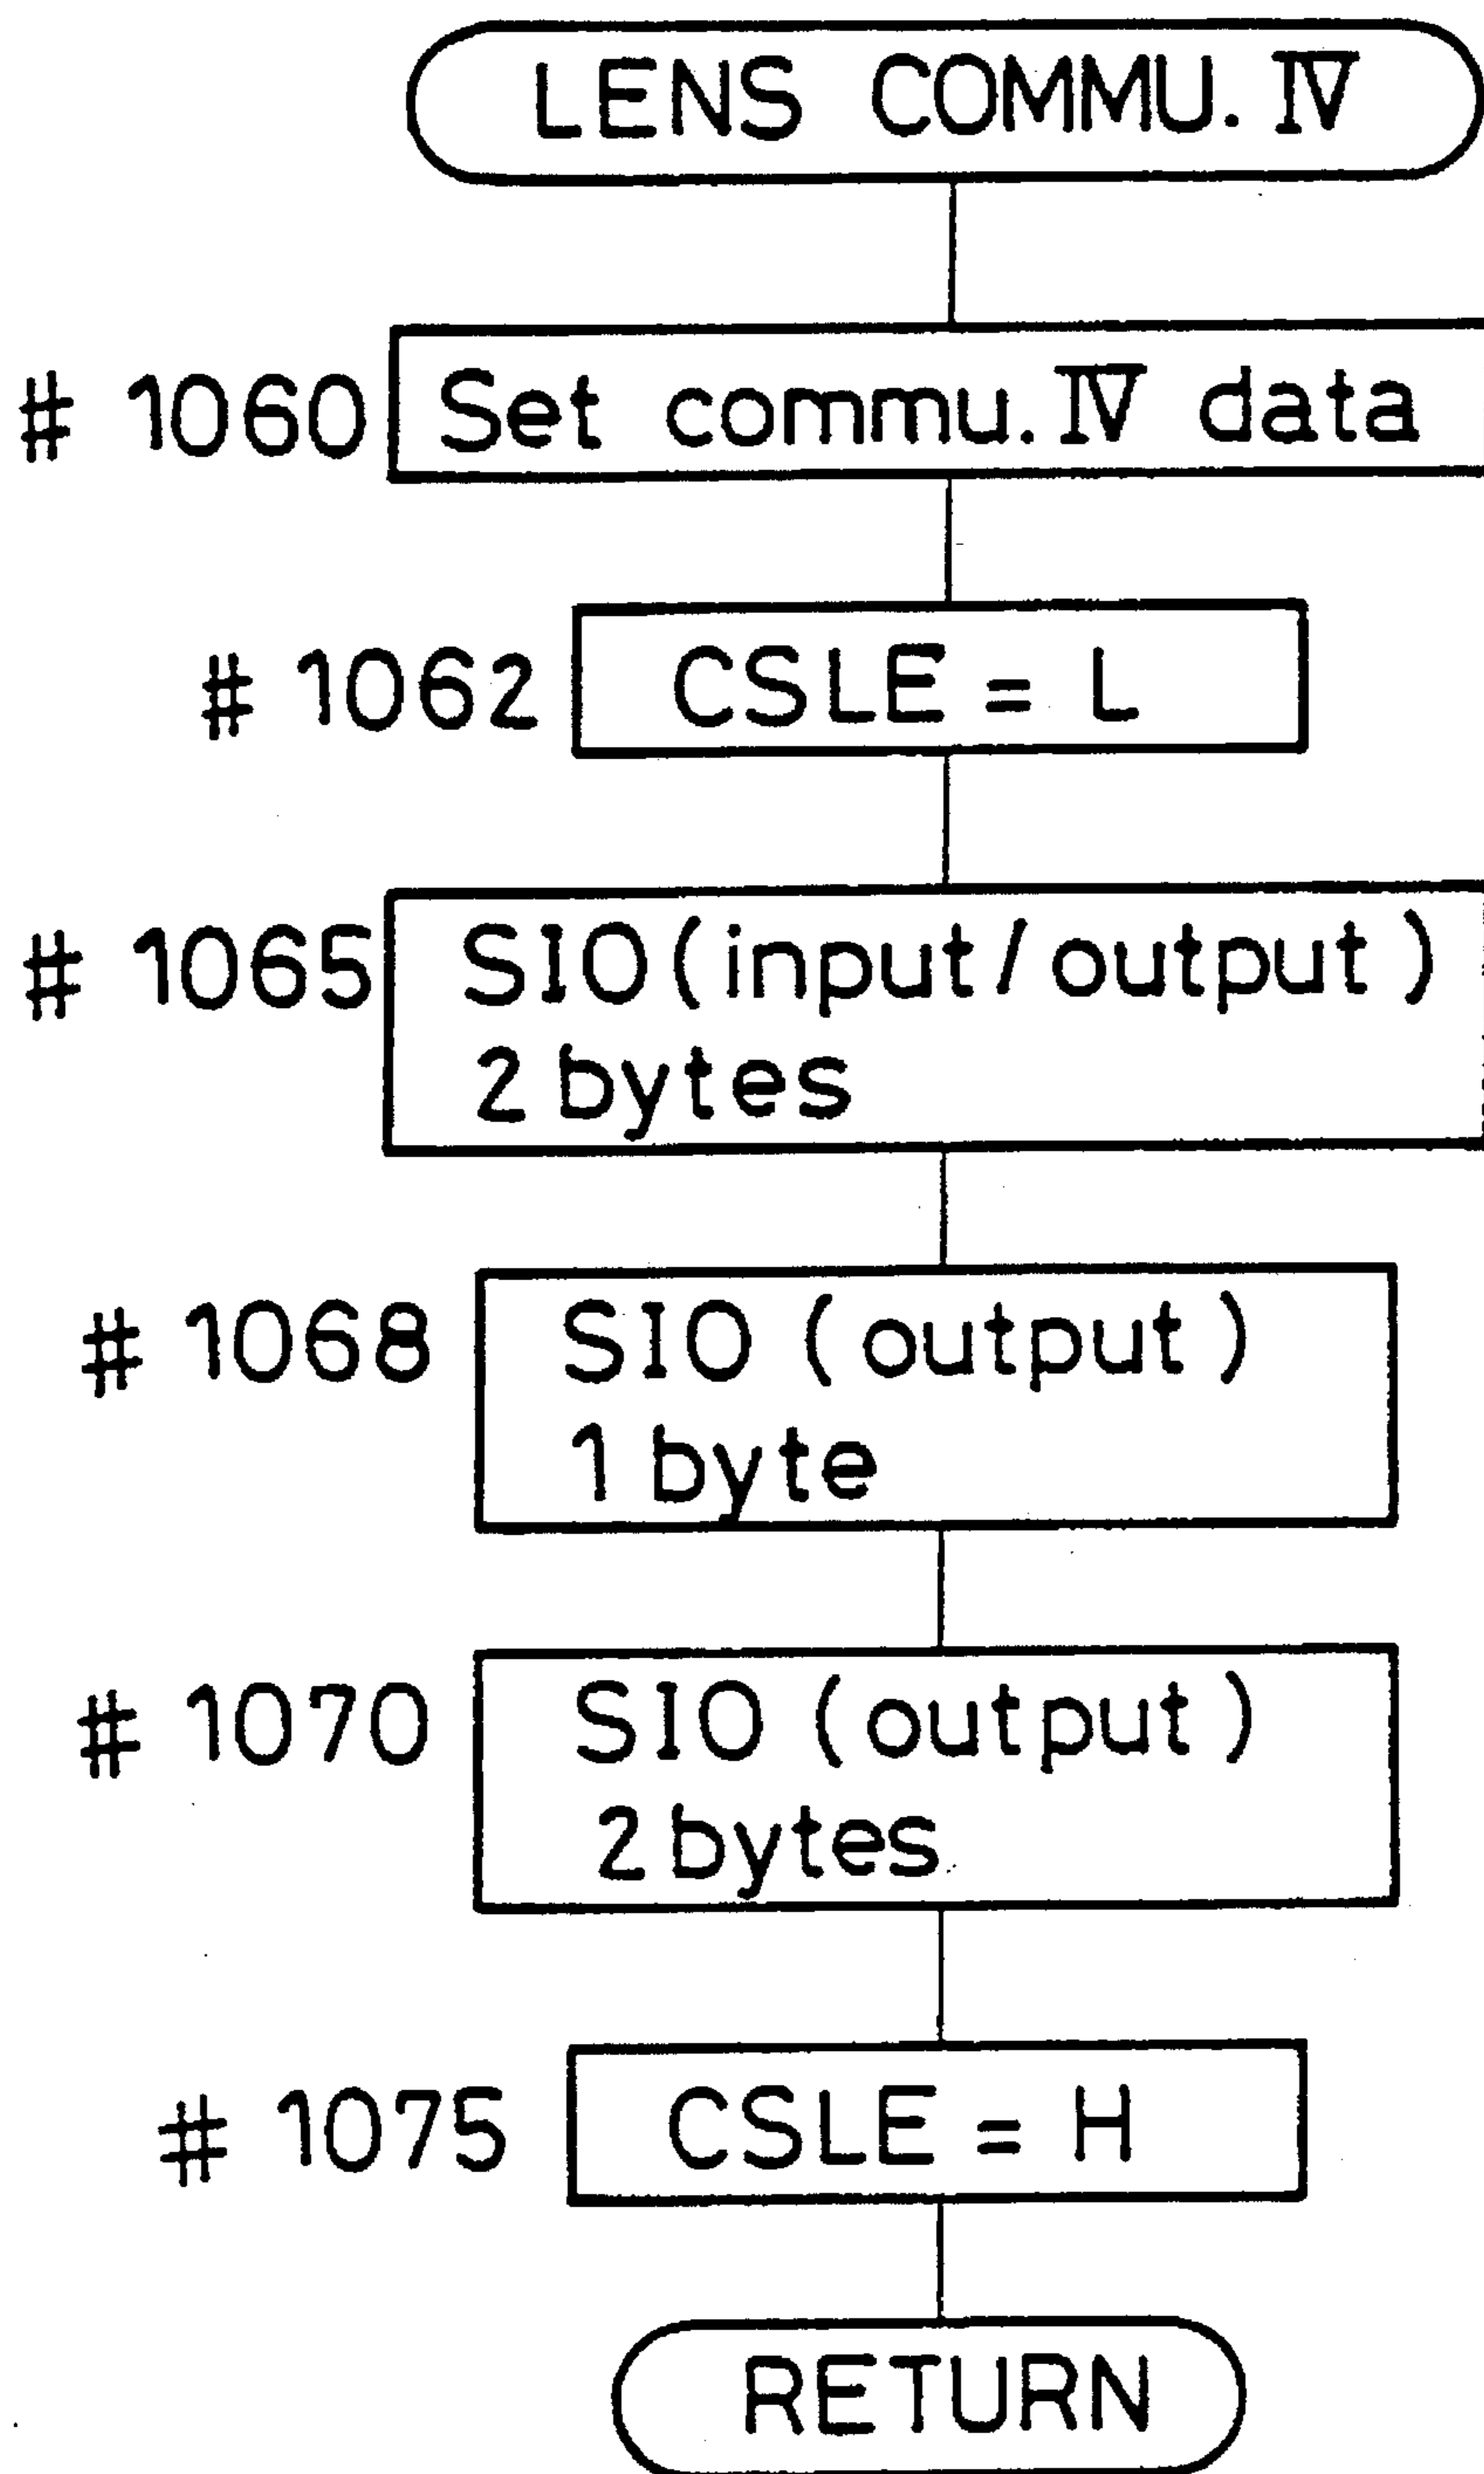 LENS COMMU. IV
# 1060 Set commu. IV data
# 1062 CSLE = L
# 1065 SIO (input/output)
2 bytes
# 1068 SIO (output)
1 byte
# 1070 SIO (output)
2 bytes
# 1075 CSLE = H
RETURN